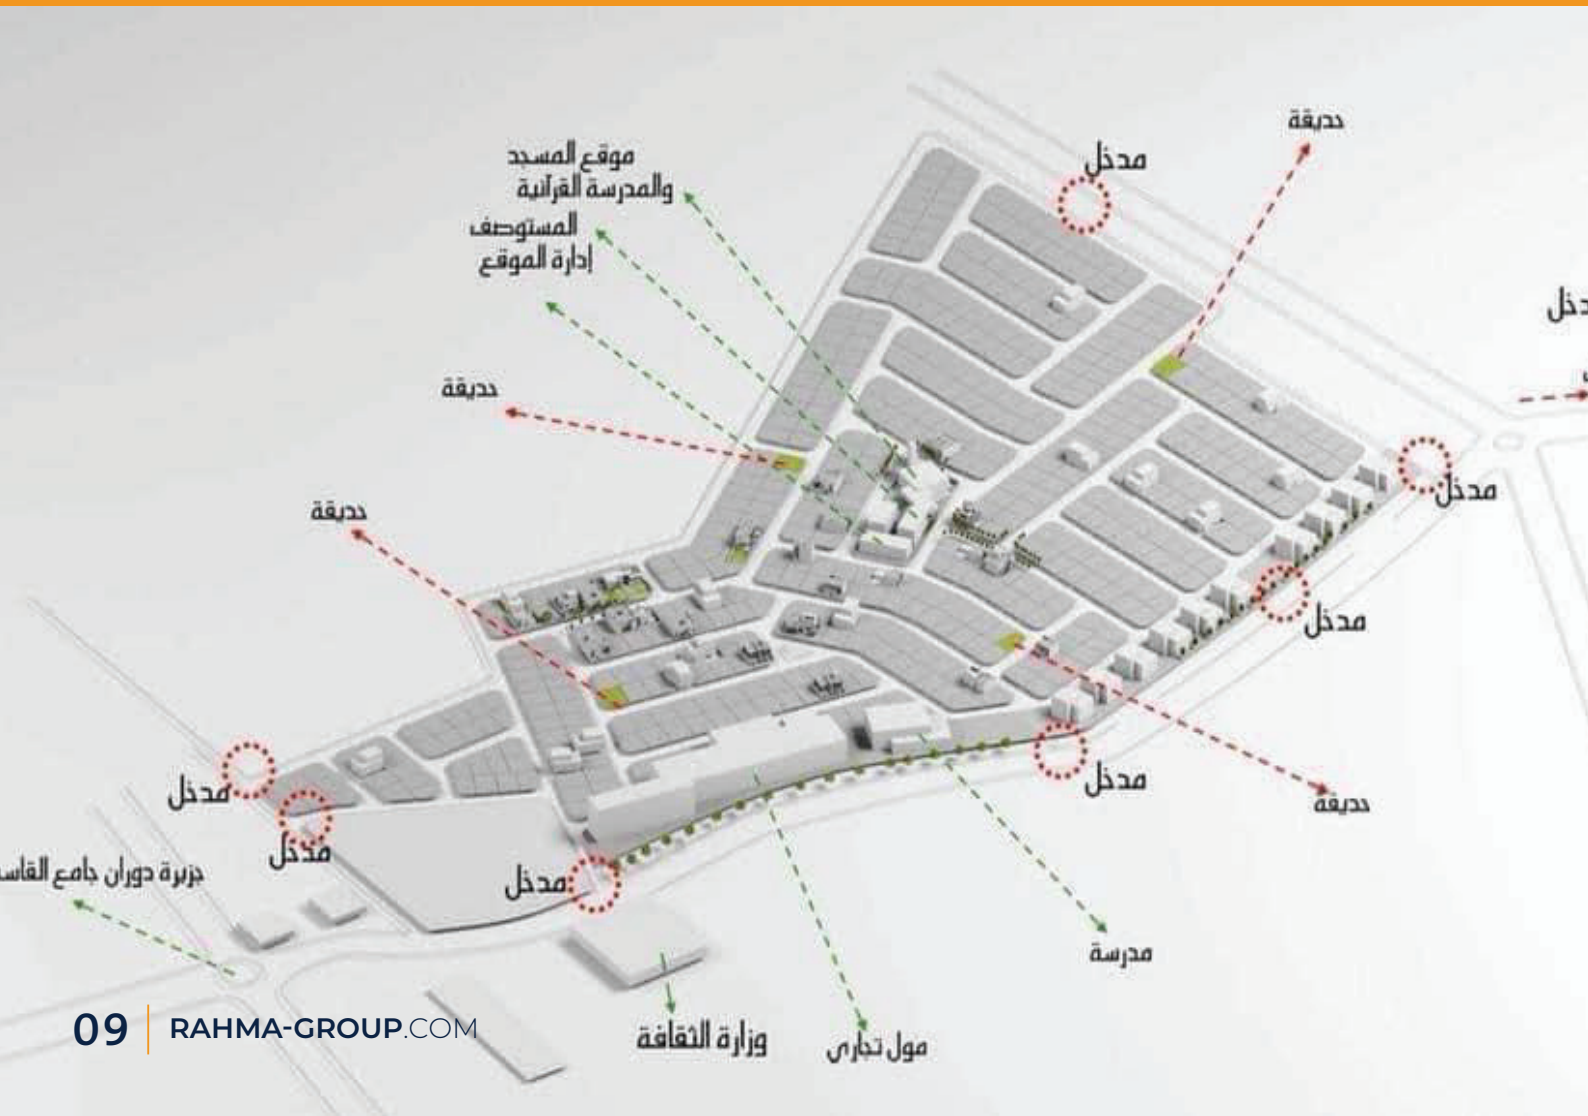 حديقة
مدخل
موقع المسجد
والمدرسة القرآنية
المستوصف
إدارة الموقع
حديقة
مدخل
حديقة
مدخل
مدخل
مدخل
حديقة
مدخل
مدخل
مدخل
جزيرة دوران جامع
مدرسة
وزارة الثقافة
مول تجاري
09 RAHMA-GROUP.COM